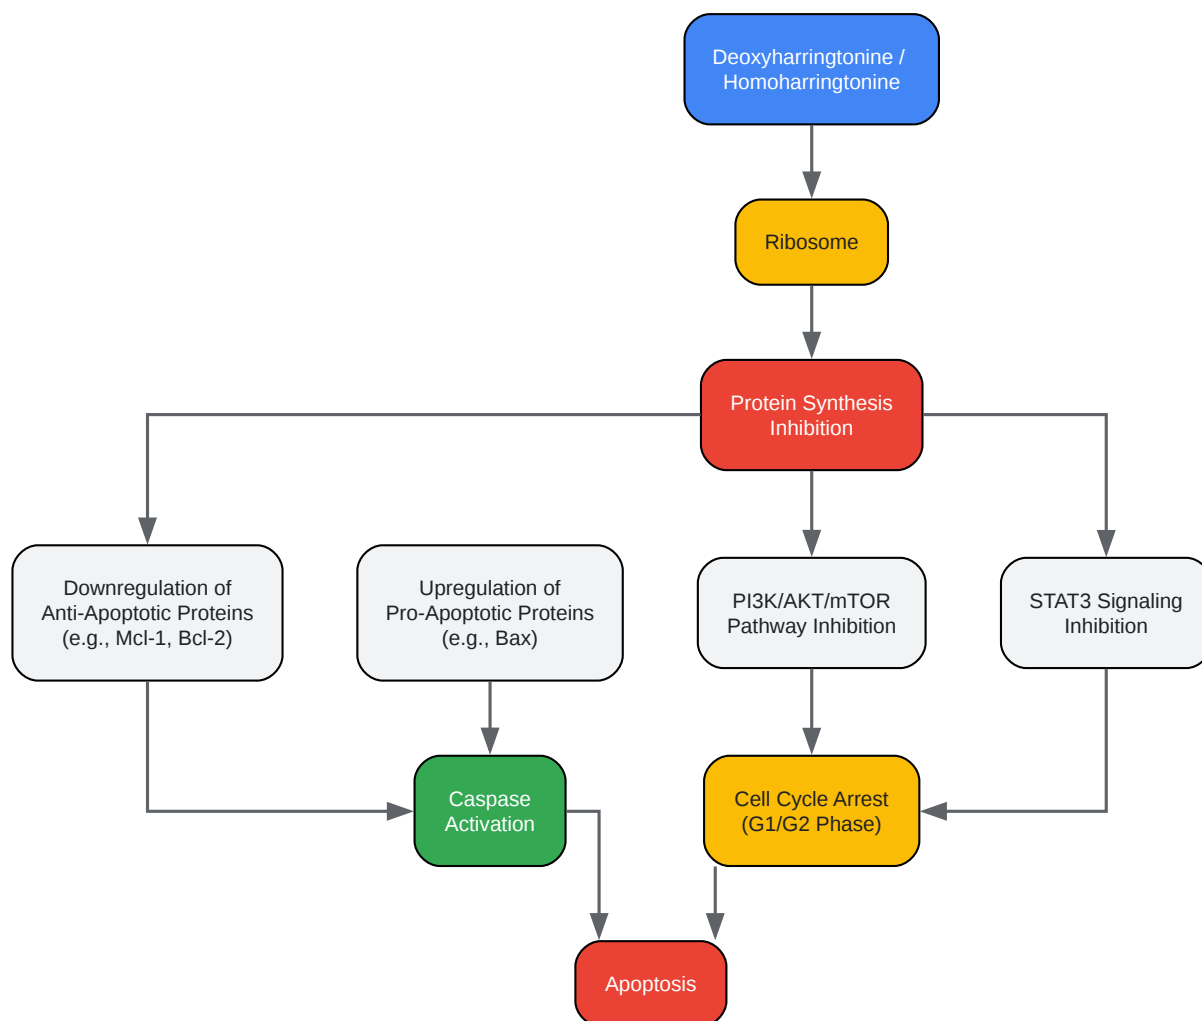 Deoxyharringtonine /
Homoharringtonine
Ribosome
Protein Synthesis
Inhibition
Downregulation of
Anti-Apoptotic Proteins
(e.g., Mcl-1, Bcl-2)
Upregulation of
Pro-Apoptotic Proteins
(e.g., Bax)
PI3K/AKT/mTOR
Pathway Inhibition
STAT3 Signaling
Inhibition
Caspase
Activation
Cell Cycle Arrest
(G1/G2 Phase)
Apoptosis